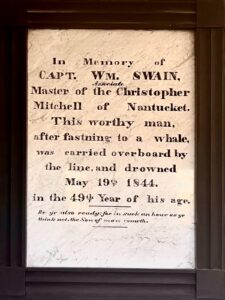 In Memory of
CAPT. WM. SWAIN,
Associate
Master of the Christopher
Mitchell of Nantucket.
This worthy man,
after fastning to a whale,
was carried overboard by
the line, and drowned
May 19th 1844,
in the 49th Year of his age.
Be ye also ready: for in such an hour as ye
think not, the Son of man cometh.